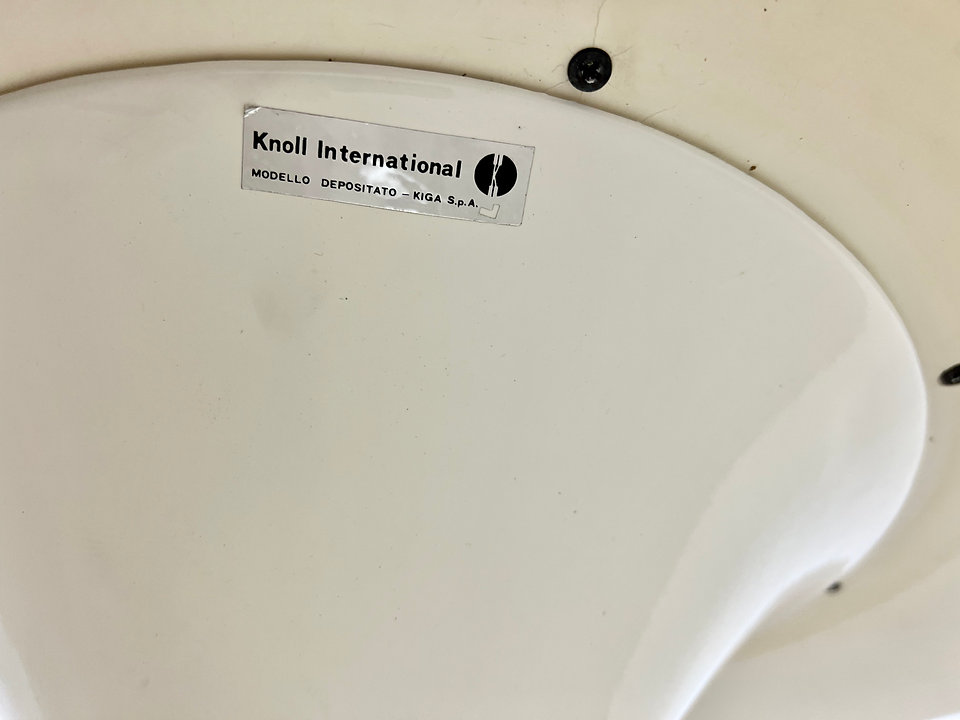 Knoll International
MODELLO DEPOSITATO – KIGA S.p.A.